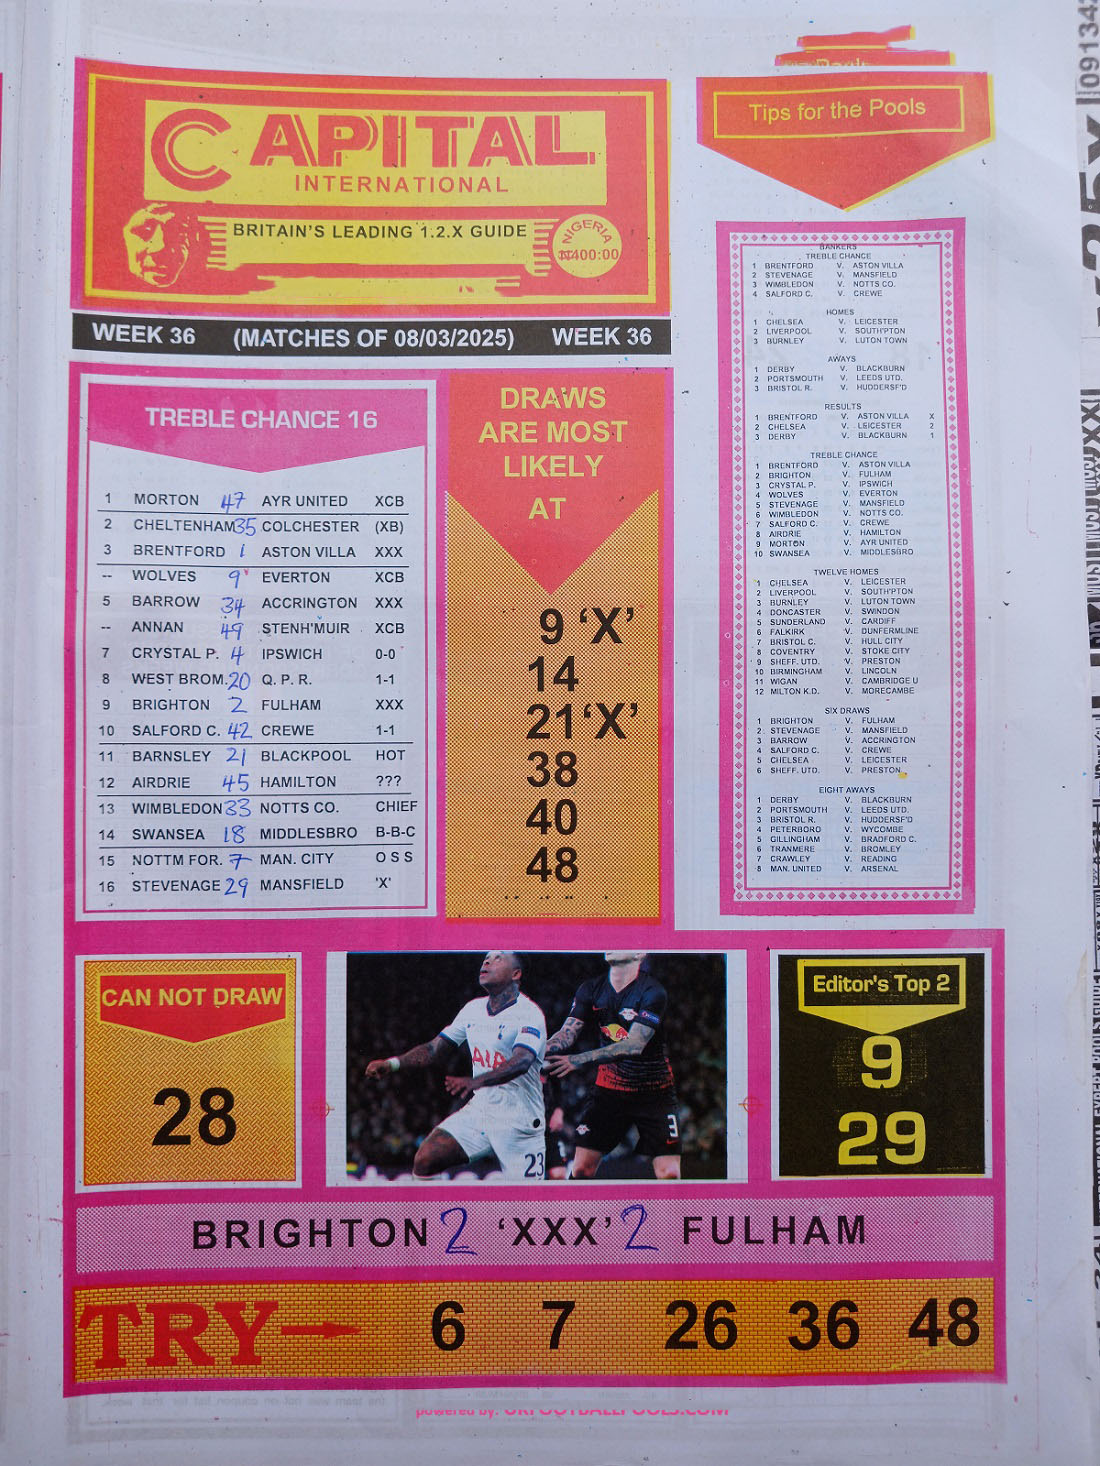 CAPITAL
INTERNATIONAL
BRITAIN'S LEADING 1.2.X GUIDE
NIGERIA
₦400:00
WEEK 36 (MATCHES OF 08/03/2025) WEEK 36
TREBLE CHANCE 16
1 MORTON 47 AYR UNITED XCB
2 CHELTENHAM 35 COLCHESTER (XB)
3 BRENTFORD 1 ASTON VILLA XXX
-- WOLVES 9 EVERTON XCB
5 BARROW 34 ACCRINGTON XXX
-- ANNAN 49 STENH'MUIR XCB
7 CRYSTAL P. 4 IPSWICH 0-0
8 WEST BROM. 20 Q. P. R. 1-1
9 BRIGHTON 2 FULHAM XXX
10 SALFORD C. 42 CREWE 1-1
11 BARNSLEY 21 BLACKPOOL HOT
12 AIRDRIE 45 HAMILTON ???
13 WIMBLEDON 33 NOTTS CO. CHIEF
14 SWANSEA 18 MIDDLESBRO B-B-C
15 NOTTM FOR. 7 MAN. CITY O S S
16 STEVENAGE 29 MANSFIELD 'X'
DRAWS
ARE MOST
LIKELY
AT
9 'X'
14
21 'X'
38
40
48
Tips for the Pools
BANKERS
TREBLE CHANCE
1 BRENTFORD V. ASTON VILLA
2 STEVENAGE V. MANSFIELD
3 WIMBLEDON V. NOTTS CO.
4 SALFORD C. V. CREWE
HOMES
1 CHELSEA V. LEICESTER
2 LIVERPOOL V. SOUTH'PTON
3 BURNLEY V. LUTON TOWN
AWAYS
1 DERBY V. BLACKBURN
2 PORTSMOUTH V. LEEDS UTD.
3 BRISTOL R. V. HUDDERSF'D
RESULTS
1 BRENTFORD V. ASTON VILLA X
2 CHELSEA V. LEICESTER 2
3 DERBY V. BLACKBURN 1
TREBLE CHANCE
1 BRENTFORD V. ASTON VILLA
2 BRIGHTON V. FULHAM
3 CRYSTAL P. V. IPSWICH
4 WOLVES V. EVERTON
5 STEVENAGE V. MANSFIELD
6 WIMBLEDON V. NOTTS CO.
7 SALFORD C. V. CREWE
8 AIRDRIE V. HAMILTON
9 MORTON V. AYR UNITED
10 SWANSEA V. MIDDLESBRO
TWELVE HOMES
1 CHELSEA V. LEICESTER
2 LIVERPOOL V. SOUTH'PTON
3 BURNLEY V. LUTON TOWN
4 DONCASTER V. SWINDON
5 SUNDERLAND V. CARDIFF
6 FALKIRK V. DUNFERMLINE
7 BRISTOL C. V. HULL CITY
8 COVENTRY V. STOKE CITY
9 SHEFF. UTD. V. PRESTON
10 BIRMINGHAM V. LINCOLN
11 WIGAN V. CAMBRIDGE U
12 MILTON K.D. V. MORECAMBE
SIX DRAWS
1 BRIGHTON V. FULHAM
2 STEVENAGE V. MANSFIELD
3 BARROW V. ACCRINGTON
4 SALFORD C. V. CREWE
5 CHELSEA V. LEICESTER
6 SHEFF. UTD. V. PRESTON
EIGHT AWAYS
1 DERBY V. BLACKBURN
2 PORTSMOUTH V. LEEDS UTD.
3 BRISTOL R. V. HUDDERSF'D
4 PETERBORO V. WYCOMBE
5 GILLINGHAM V. BRADFORD C.
6 TRANMERE V. BROMLEY
7 CRAWLEY V. READING
8 MAN. UNITED V. ARSENAL
CAN NOT DRAW
28
AIA
23
3
Editor's Top 2
9
29
BRIGHTON 2 'XXX' 2 FULHAM
TRY 6 7 26 36 48
powered by: UKFOOTBALLPOOLS.COM